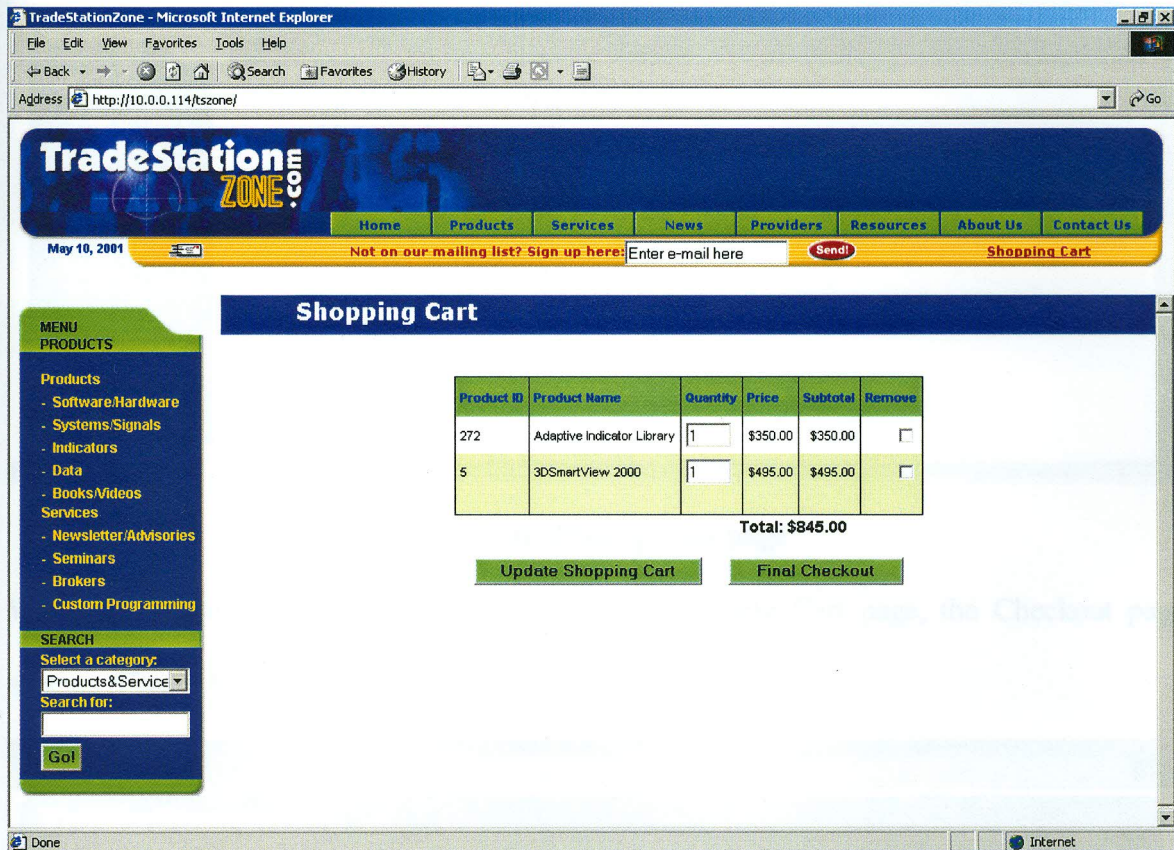 TradeStationZone - Microsoft Internet Explorer
File Edit View Favorites Tools Help
Back Search Favorites History
Address http://10.0.0.114/tszone/ Go
TradeStation
ZONE .com
Home Products Services News Providers Resources About Us Contact Us
May 10, 2001 Not on our mailing list? Sign up here: Enter e-mail here Send! Shopping Cart
Shopping Cart
MENU
PRODUCTS
Products
- Software/Hardware
- Systems/Signals
- Indicators
- Data
- Books/Videos
Services
- Newsletter/Advisories
- Seminars
- Brokers
- Custom Programming
SEARCH
Select a category:
Products&Service
Search for:
Go!
Product ID Product Name Quantity Price Subtotal Remove
272 Adaptive Indicator Library 1 $350.00 $350.00
5 3DSmartView 2000 1 $495.00 $495.00
Total: $845.00
Update Shopping Cart Final Checkout
page, the Checkout
Done Internet